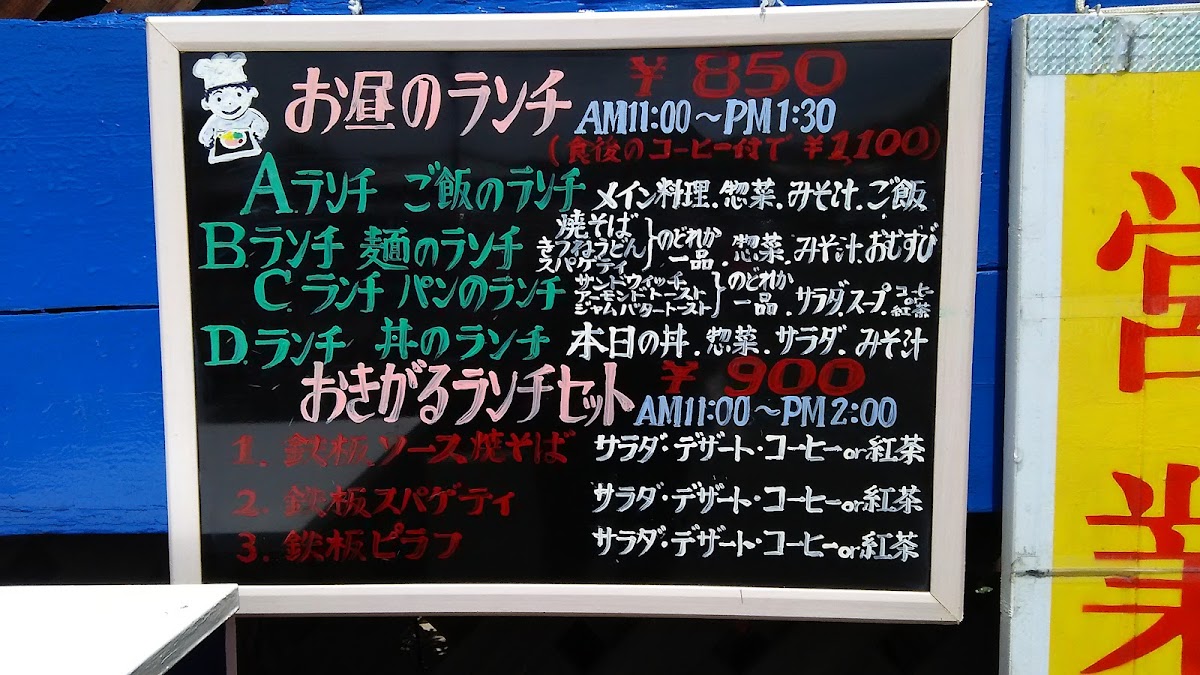 お昼のランチ ¥850
AM11:00～PM1:30
(食後のコーヒー付で ¥1,100)
A.ランチ ご飯のランチ メイン料理.惣菜.みそ汁.ご飯
B.ランチ 麺のランチ 焼そば きつねうどん スパゲティ }のどれか一品.惣菜.みそ汁.おむすび
C.ランチ パンのランチ サンドウィッチ アーモンドトースト ジャムバタートースト }のどれか一品.サラダ.スープ コーヒーor紅茶
D.ランチ 丼のランチ 本日の丼.惣菜.サラダ.みそ汁
おきがるランチセット ¥900
AM11:00～PM2:00
1. 鉄板ソース焼そば サラダ・デザート・コーヒーor紅茶
2. 鉄板スパゲティ サラダ・デザート・コーヒーor紅茶
3. 鉄板ピラフ サラダ・デザート・コーヒーor紅茶
営業